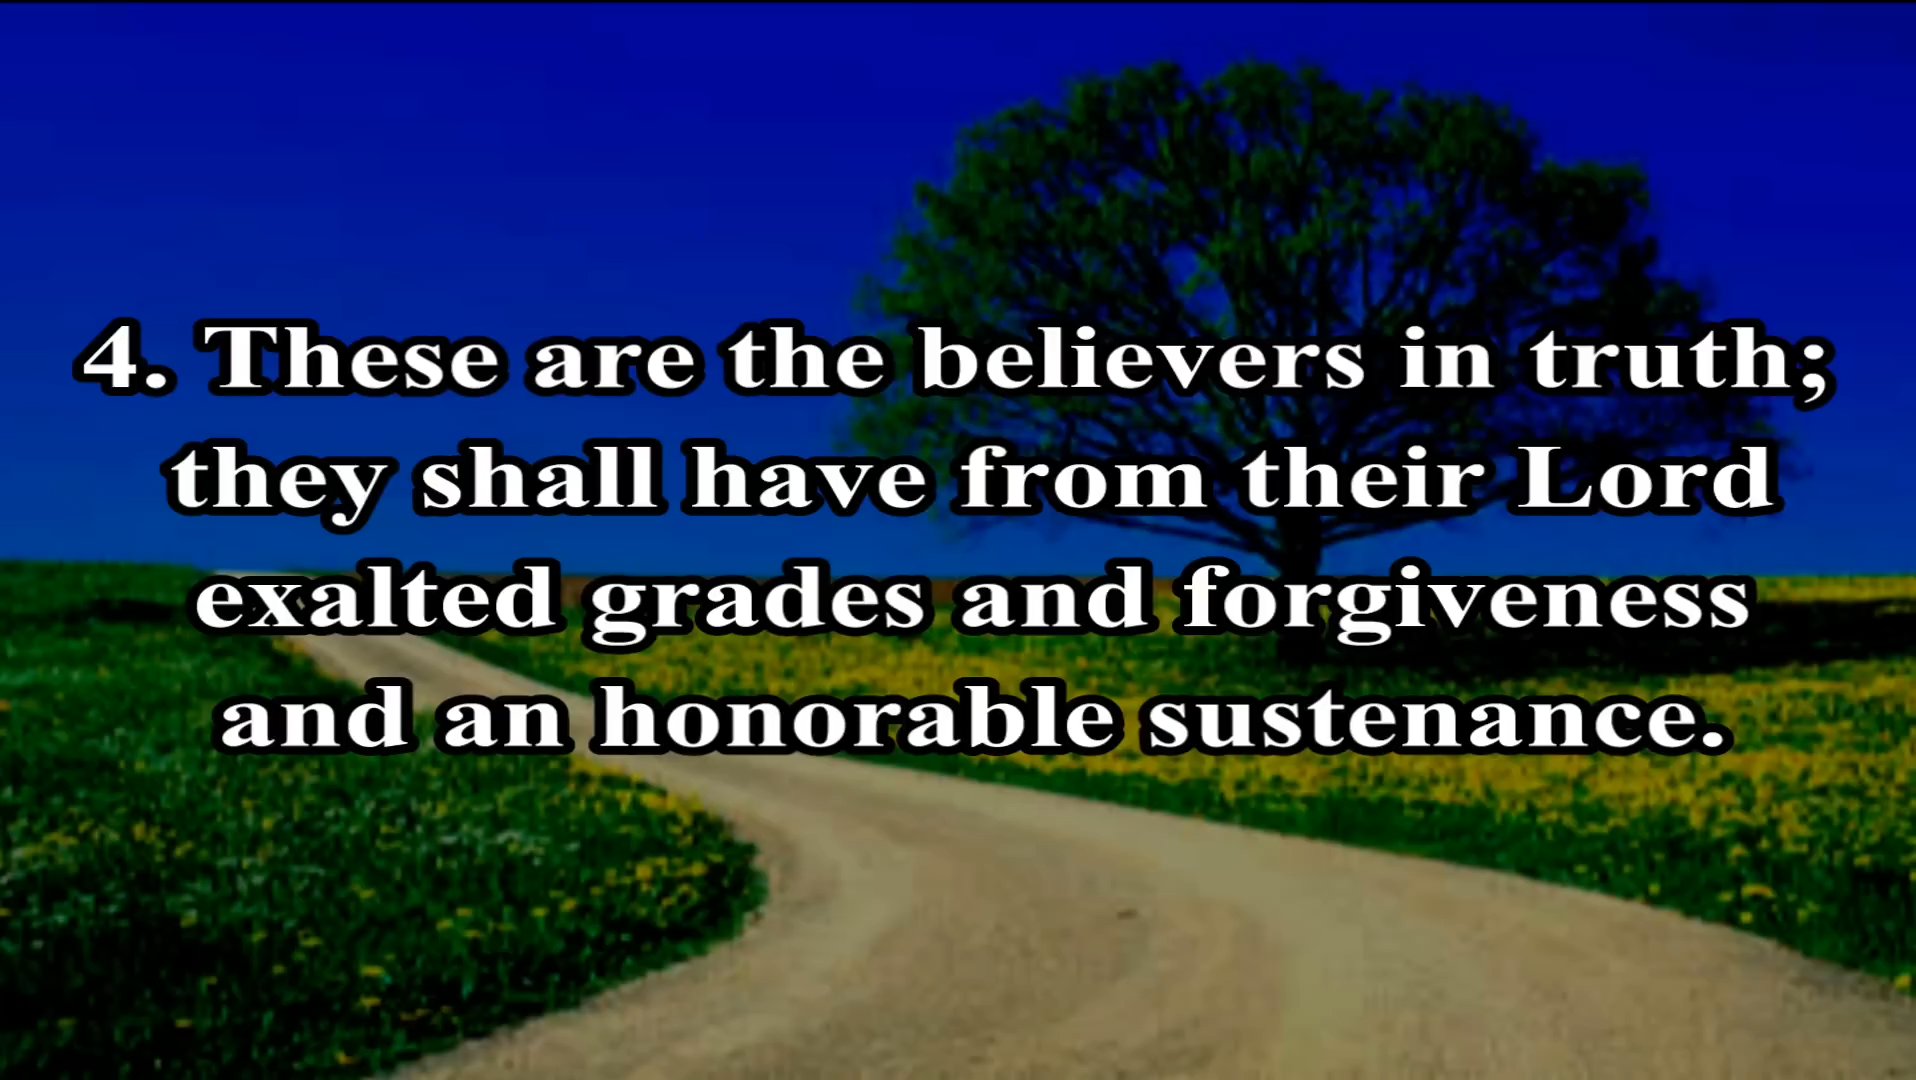 4. These are the believers in truth;
they shall have from their Lord
exalted grades and forgiveness
and an honorable sustenance.